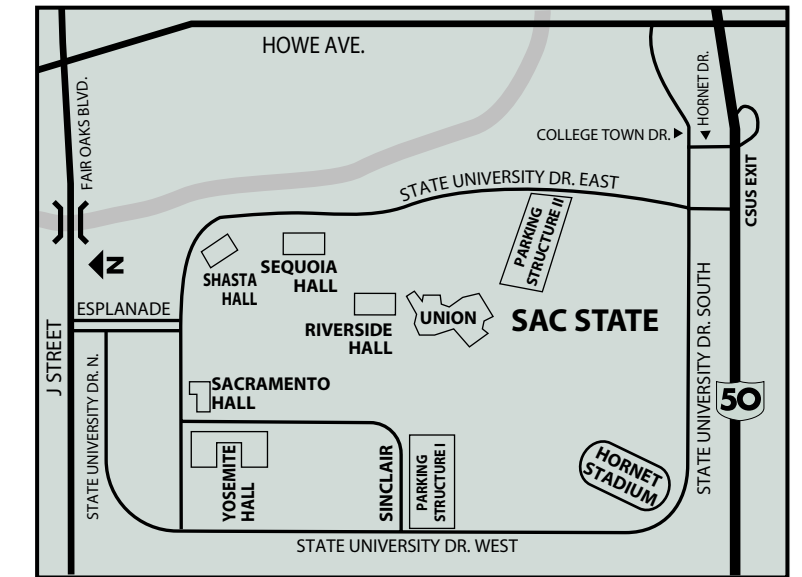 HOWE AVE.
FAIR OAKS BLVD.
HORNET DR.
COLLEGE TOWN DR.
STATE UNIVERSITY DR. EAST
CSUS EXIT
PARKING
STRUCTURE II
N
SHASTA
HALL
SEQUOIA
HALL
ESPLANADE
RIVERSIDE
HALL
UNION
SAC STATE
J STREET
STATE UNIVERSITY DR. N.
SACRAMENTO
HALL
STATE UNIVERSITY DR. SOUTH
50
YOSEMITE
HALL
SINCLAIR
PARKING
STRUCTURE I
HORNET
STADIUM
STATE UNIVERSITY DR. WEST